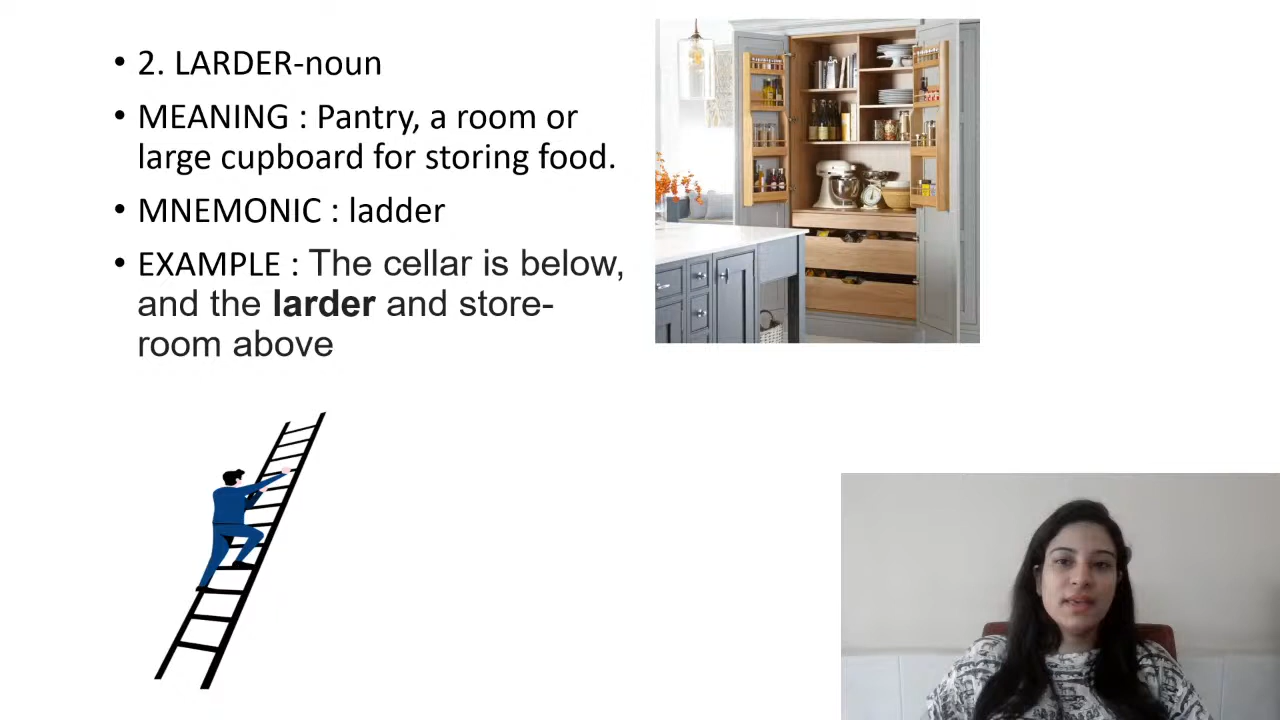 • 2. LARDER-noun
• MEANING : Pantry, a room or
large cupboard for storing food.
• MNEMONIC : ladder
• EXAMPLE : The cellar is below,
and the larder and store-
room above